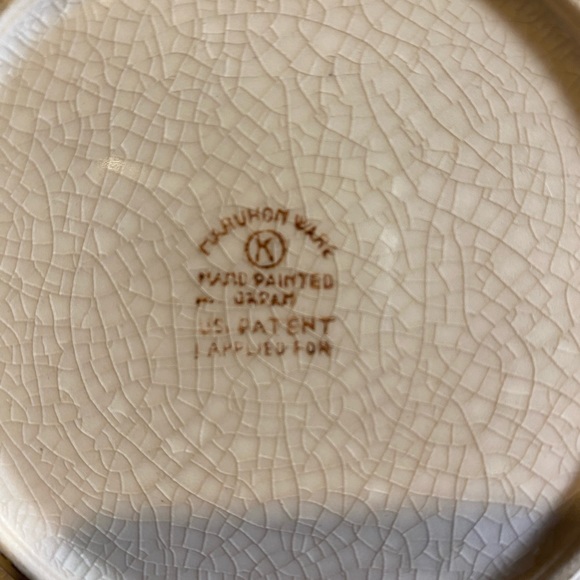 MARUHON WARE
K
HAND PAINTED
JAPAN
U.S. PATENT
APPLIED FOR